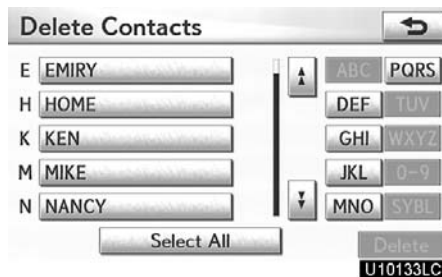 Delete Contacts
E EMIRY ABC PQRS
H HOME DEF TUV
K KEN GHI WXYZ
M MIKE JKL 0-9
N NANCY MNO SYBL
Select All Delete
U10133LC